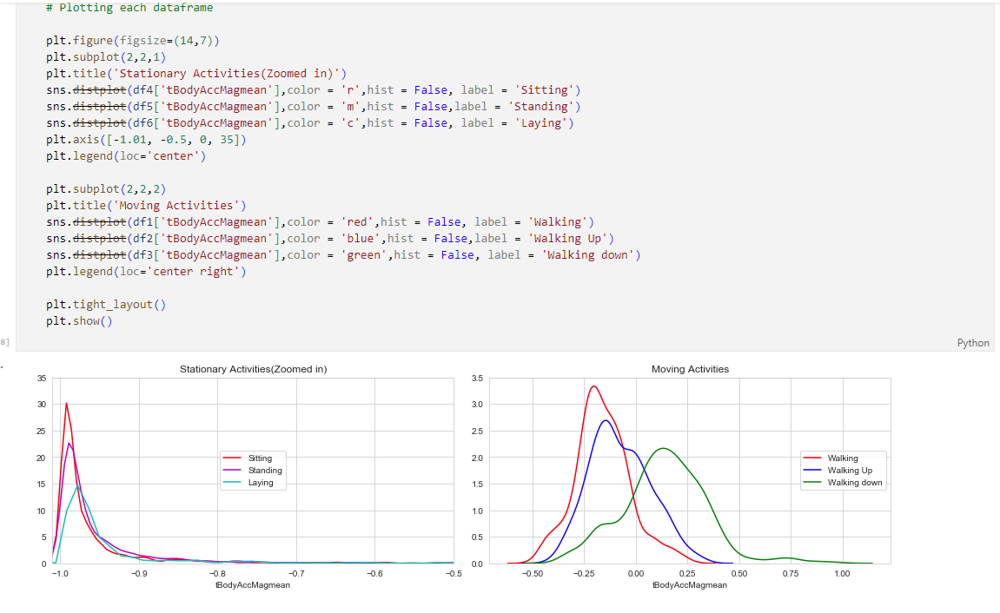 # Plotting each dataframe
plt.figure(figsize=(14,7))
plt.subplot(2,2,1)
plt.title('Stationary Activities(Zoomed in)')
sns.distplot(df4['tBodyAccMagmean'],color = 'r',hist = False, label = 'Sitting')
sns.distplot(df5['tBodyAccMagmean'],color = 'm',hist = False,label = 'Standing')
sns.distplot(df6['tBodyAccMagmean'],color = 'c',hist = False, label = 'Laying')
plt.axis([-1.01, -0.5, 0, 35])
plt.legend(loc='center')
plt.subplot(2,2,2)
plt.title('Moving Activities')
sns.distplot(df1['tBodyAccMagmean'],color = 'red',hist = False, label = 'Walking')
sns.distplot(df2['tBodyAccMagmean'],color = 'blue',hist = False,label = 'Walking Up')
sns.distplot(df3['tBodyAccMagmean'],color = 'green',hist = False, label = 'Walking down')
plt.legend(loc='center right')
plt.tight_layout()
plt.show()
8]
Python
Stationary Activities(Zoomed in)
35
30
25
20
15
10
5
0
Sitting
Standing
Laying
−1.0 −0.9 −0.8 −0.7 −0.6 −0.5
tBodyAccMagmean
Moving Activities
3.5
3.0
2.5
2.0
1.5
1.0
0.5
0.0
Walking
Walking Up
Walking down
−0.50 −0.25 0.00 0.25 0.50 0.75 1.00
tBodyAccMagmean